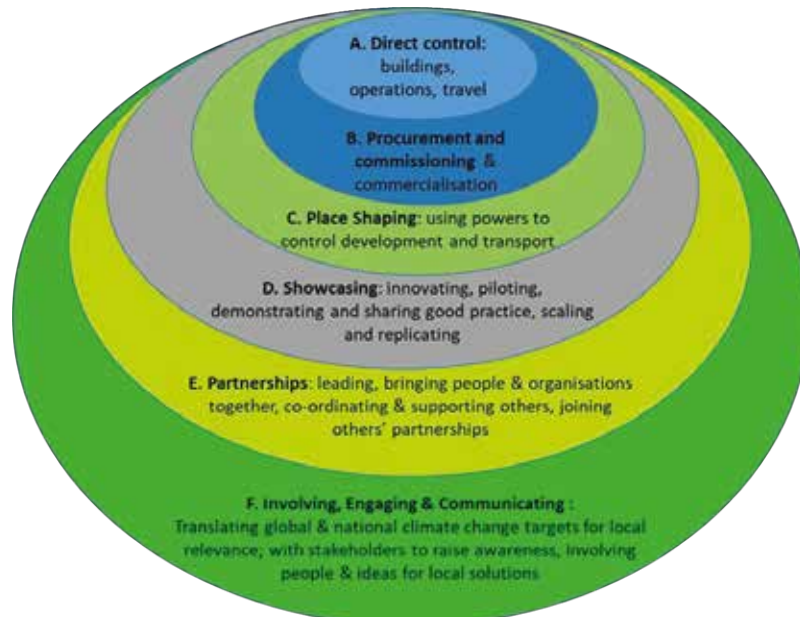 A. Direct control:
buildings,
operations, travel
B. Procurement and
commissioning &
commercialisation
C. Place Shaping: using powers to
control development and transport
D. Showcasing: innovating, piloting,
demonstrating and sharing good practice, scaling
and replicating
E. Partnerships: leading, bringing people & organisations
together, co-ordinating & supporting others, joining
others’ partnerships
F. Involving, Engaging & Communicating :
Translating global & national climate change targets for local
relevance; with stakeholders to raise awareness, involving
people & ideas for local solutions